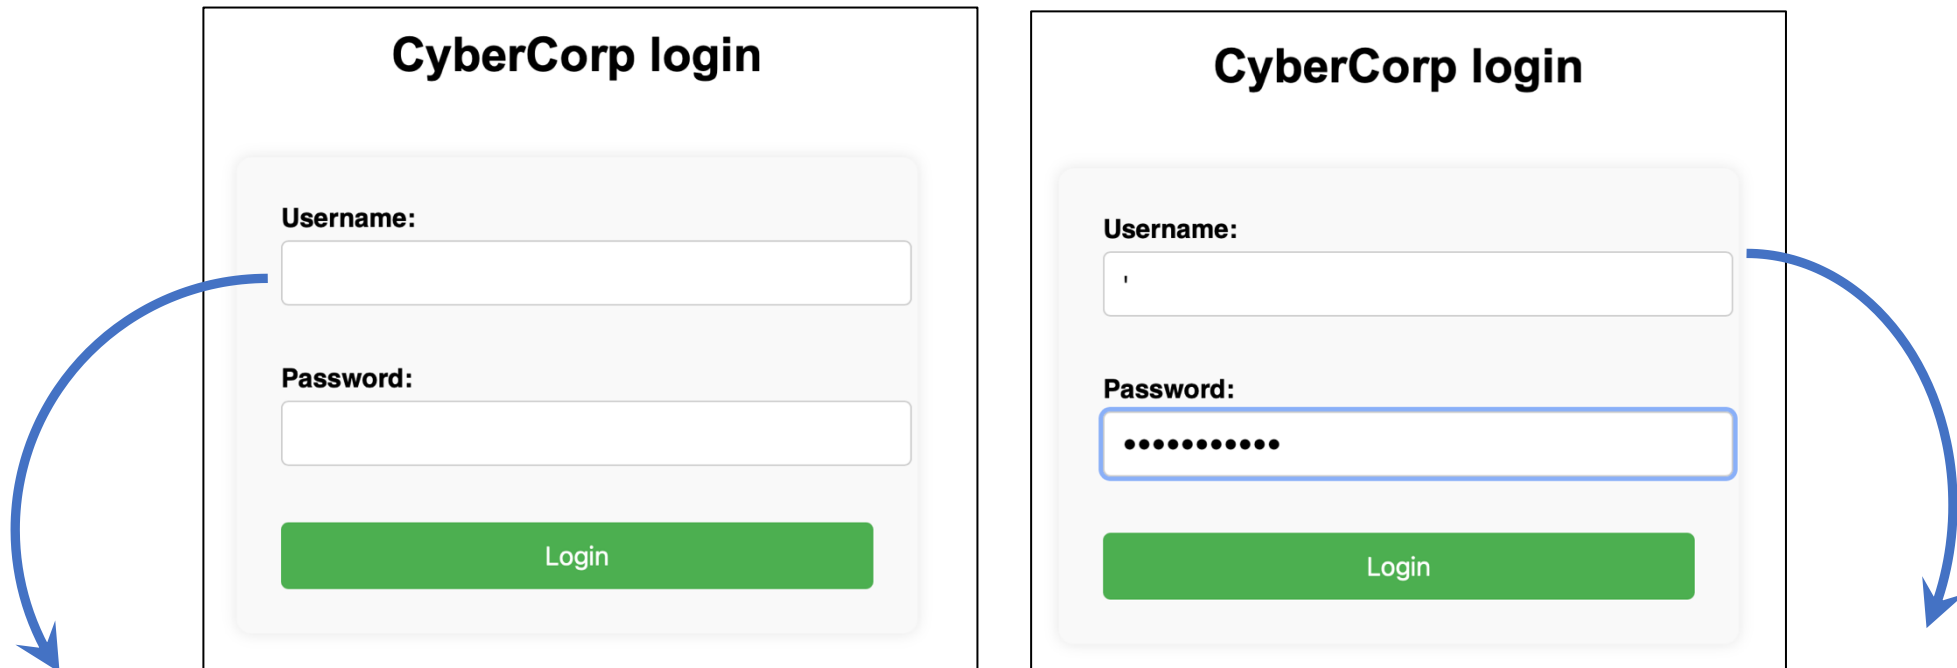 CyberCorp login
Username:
Password:
Login
CyberCorp login
Username:
'
Password:
•••••••••••
Login